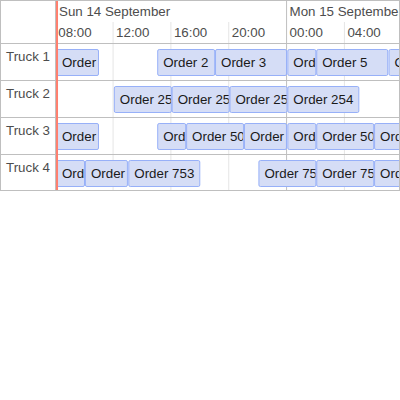 Sun 14 September Mon 15 Septembe
08:00 12:00 16:00 20:00 00:00 04:00
Truck 1 Order Order 2 Order 3 Ord Order 5
Truck 2 Order 25 Order 25 Order 25 Order 254
Truck 3 Order Ord Order 50 Order Ord Order 50 Ord
Truck 4 Ord Order Order 753 Order 75 Order 75 Ord